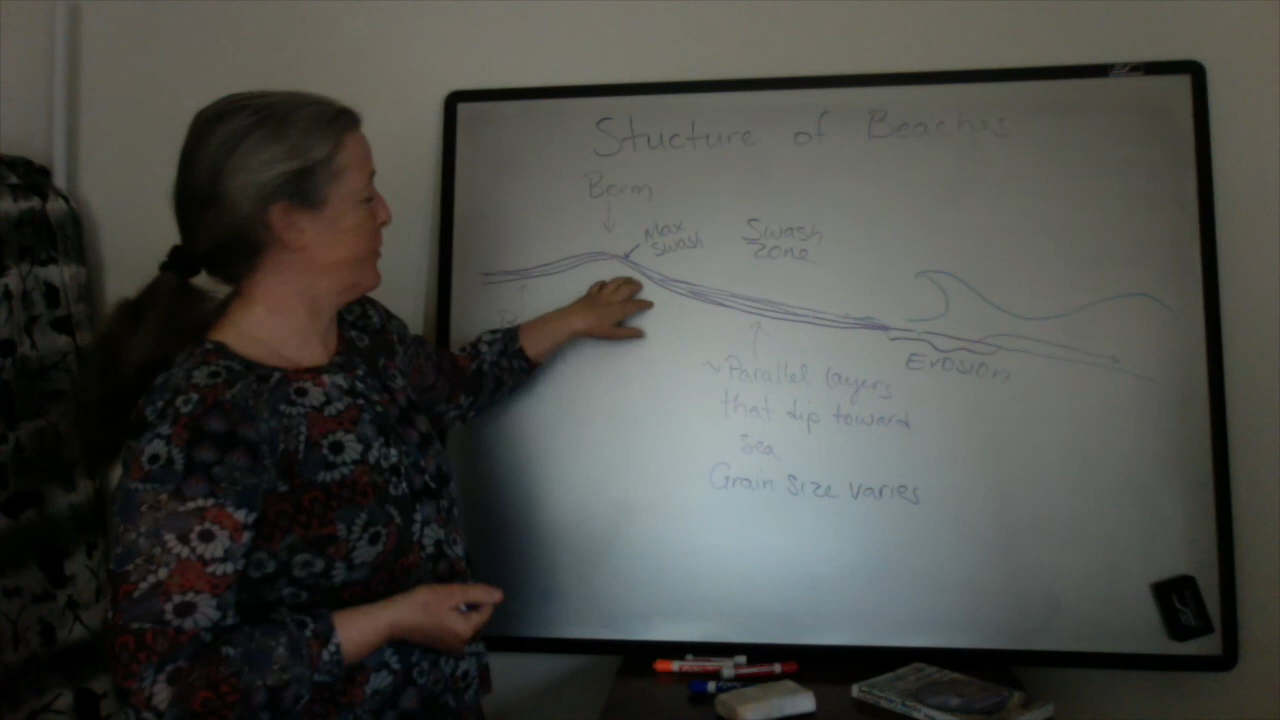 Stucture of Beaches
Berm
Max
swash
Swash
Zone
Erosion
~ Parallel layers
that dip toward
sea
Grain size varies